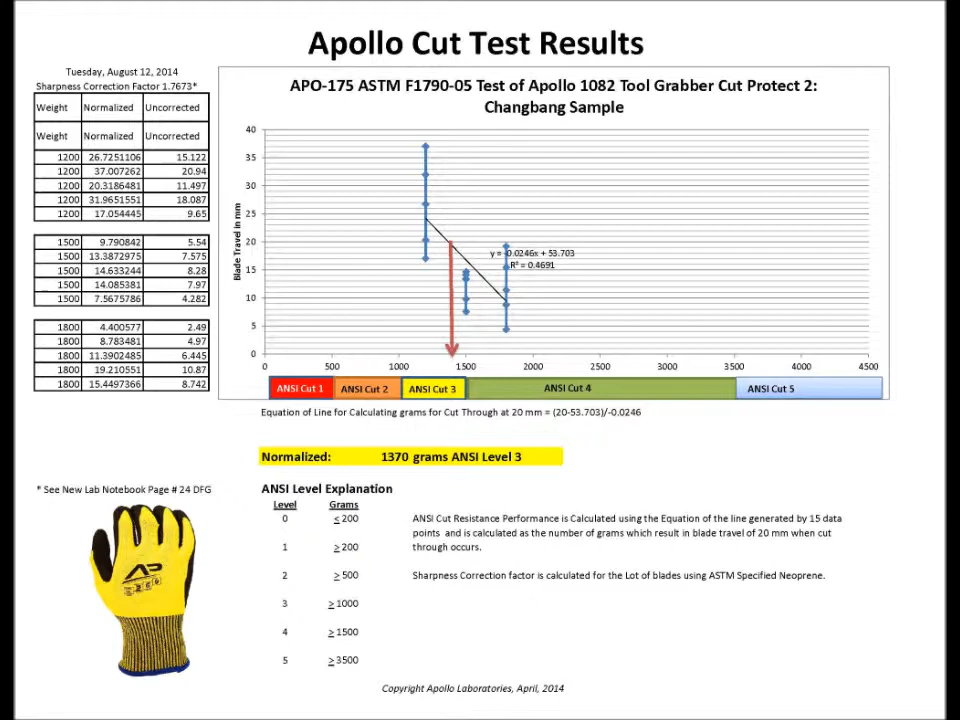 Apollo Cut Test Results
Tuesday, August 12, 2014
Sharpness Correction Factor 1.7673*
Weight Normalized Uncorrected
Weight Normalized Uncorrected
1200 26.7251106 15.122
1200 37.007262 20.94
1200 20.3186481 11.497
1200 31.9651551 18.087
1200 17.054445 9.65
1500 9.790842 5.54
1500 13.3872975 7.575
1500 14.633244 8.28
1500 14.085381 7.97
1500 7.5675786 4.282
1800 4.400577 2.49
1800 8.783481 4.97
1800 11.3902485 6.445
1800 19.210551 10.87
1800 15.4497366 8.742
APO-175 ASTM F1790-05 Test of Apollo 1082 Tool Grabber Cut Protect 2:
Changbang Sample
Blade Travel in mm
40
35
30
25
20
15
10
5
0
y = -0.0246x + 53.703
R² = 0.4691
0 500 1000 1500 2000 2500 3000 3500 4000 4500
ANSI Cut 1 ANSI Cut 2 ANSI Cut 3 ANSI Cut 4 ANSI Cut 5
Equation of Line for Calculating grams for Cut Through at 20 mm = (20-53.703)/-0.0246
Normalized: 1370 grams ANSI Level 3
* See New Lab Notebook Page # 24 DFG
ANSI Level Explanation
Level Grams
0 ≤ 200
1 ≥ 200
2 ≥ 500
3 ≥ 1000
4 ≥ 1500
5 ≥ 3500
ANSI Cut Resistance Performance is Calculated using the Equation of the line generated by 15 data
points and is calculated as the number of grams which result in blade travel of 20 mm when cut
through occurs.
Sharpness Correction factor is calculated for the Lot of blades using ASTM Specified Neoprene.
AP
Copyright Apollo Laboratories, April, 2014